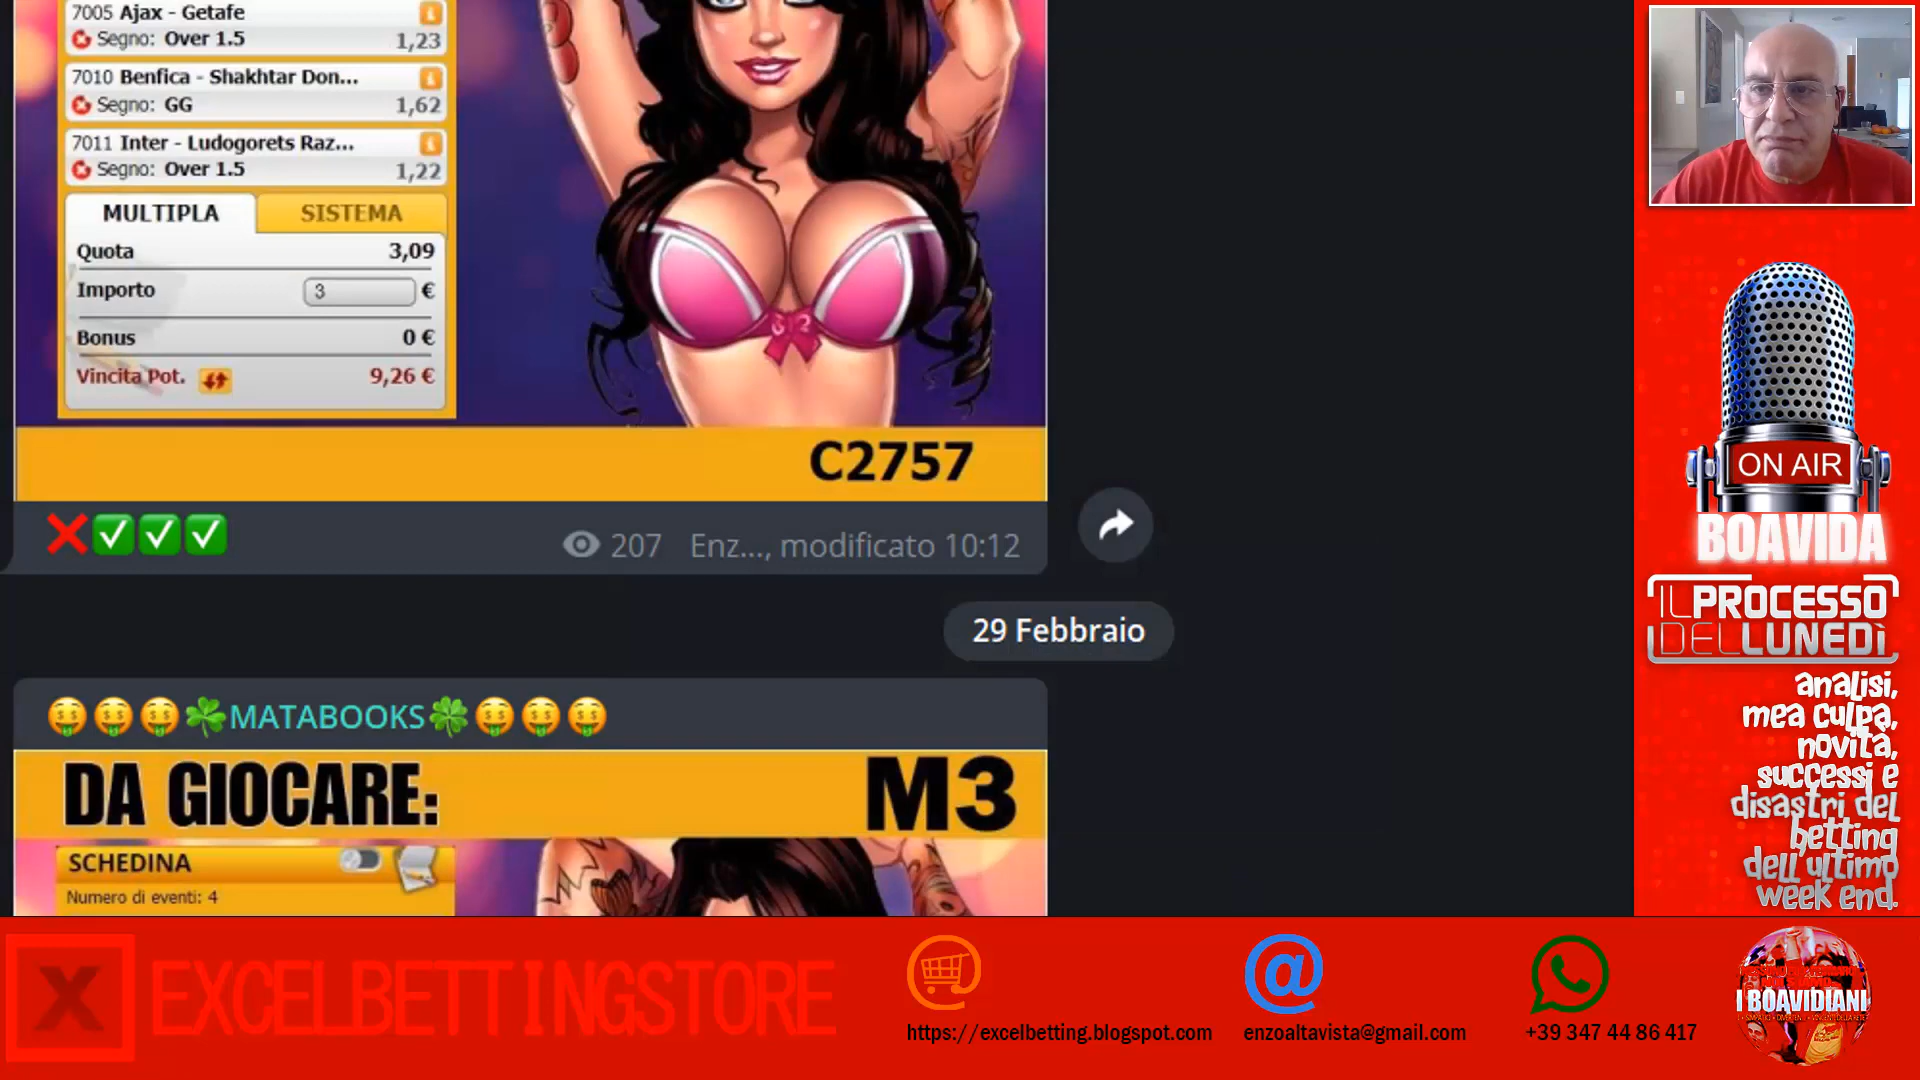 7005 Ajax - Getafe
Segno: Over 1.5 1,23
7010 Benfica - Shakhtar Don...
Segno: GG 1,62
7011 Inter - Ludogorets Raz...
Segno: Over 1.5 1,22
MULTIPLA SISTEMA
Quota 3,09
Importo 3 €
Bonus 0 €
Vincita Pot. 9,26 €
C2757
207 Enz..., modificato 10:12
29 Febbraio
MATABOOKS
DA GIOCARE: M3
SCHEDINA
Numero di eventi: 4
ON AIR
BOAVIDA
IL PROCESSO
DEL LUNEDÌ
analisi,
mea culpa,
novità,
successi e
disastri del
betting
dell'ultimo
week end.
X EXCELBETTINGSTORE
https://excelbetting.blogspot.com
enzoaltavista@gmail.com
+39 347 44 86 417
I BOAVIDIANI